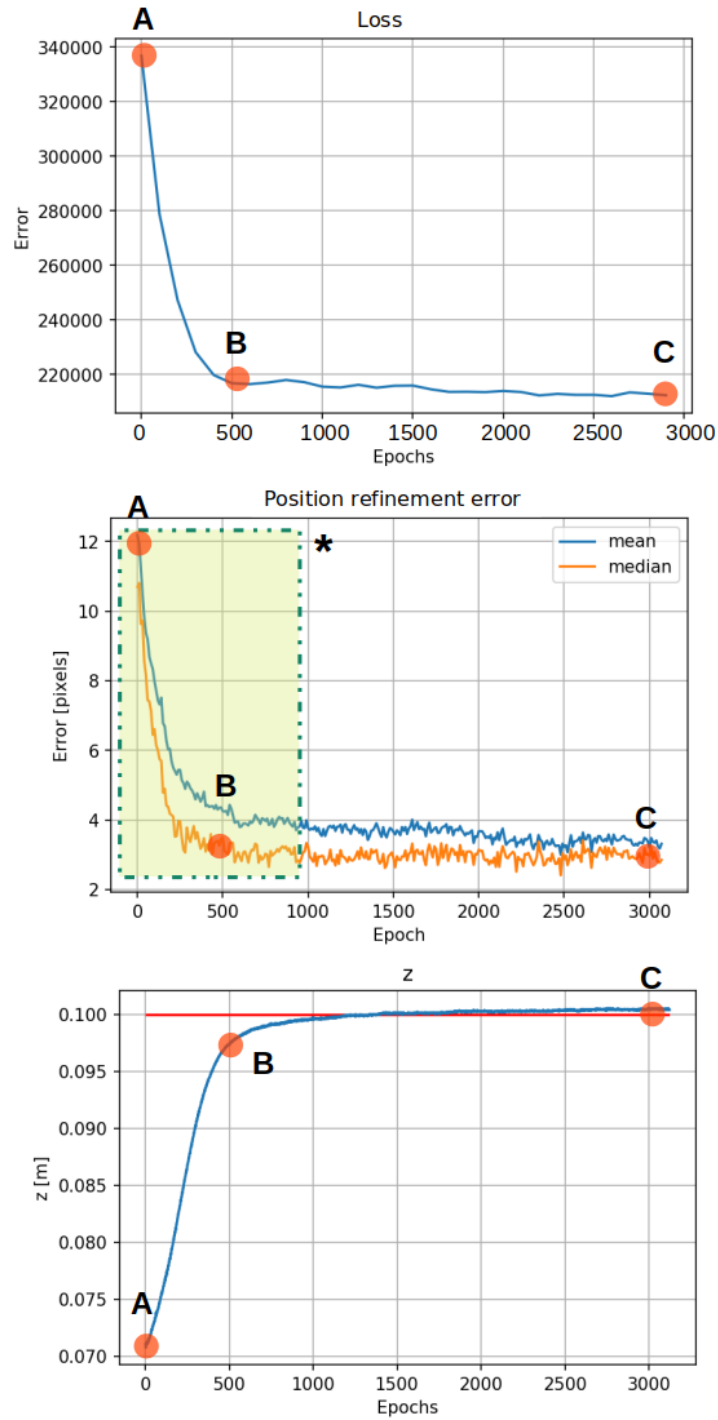 A
Loss
340000
320000
300000
280000
260000
240000
220000
Error
B
C
0 500 1000 1500 2000 2500 3000
Epochs
A
Position refinement error
*
mean
median
12
10
8
6
4
2
Error [pixels]
B
C
0 500 1000 1500 2000 2500 3000
Epoch
z
C
0.100
0.095
0.090
0.085
0.080
0.075
0.070
z [m]
B
A
0 500 1000 1500 2000 2500 3000
Epochs